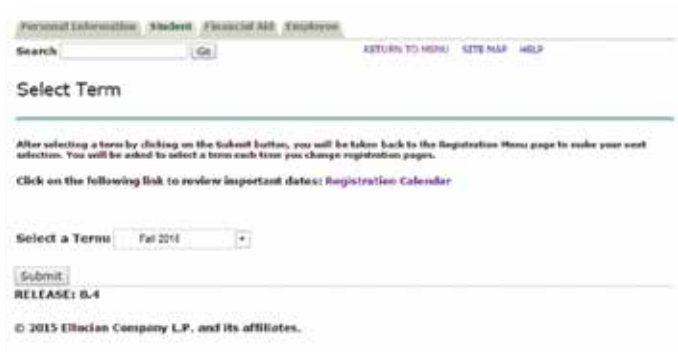 Personal Information Student Financial Aid Employee
Search Go RETURN TO MENU SITE MAP HELP
Select Term
After selecting a term by clicking on the Submit button, you will be taken back to the Registration Menu page to make your next
selection. You will be asked to select a term each time you change registration pages.
Click on the following link to review important dates: Registration Calendar
Select a Term: Fall
Submit
RELEASE: 8.4
© 2015 Ellucian Company L.P. and its affiliates.